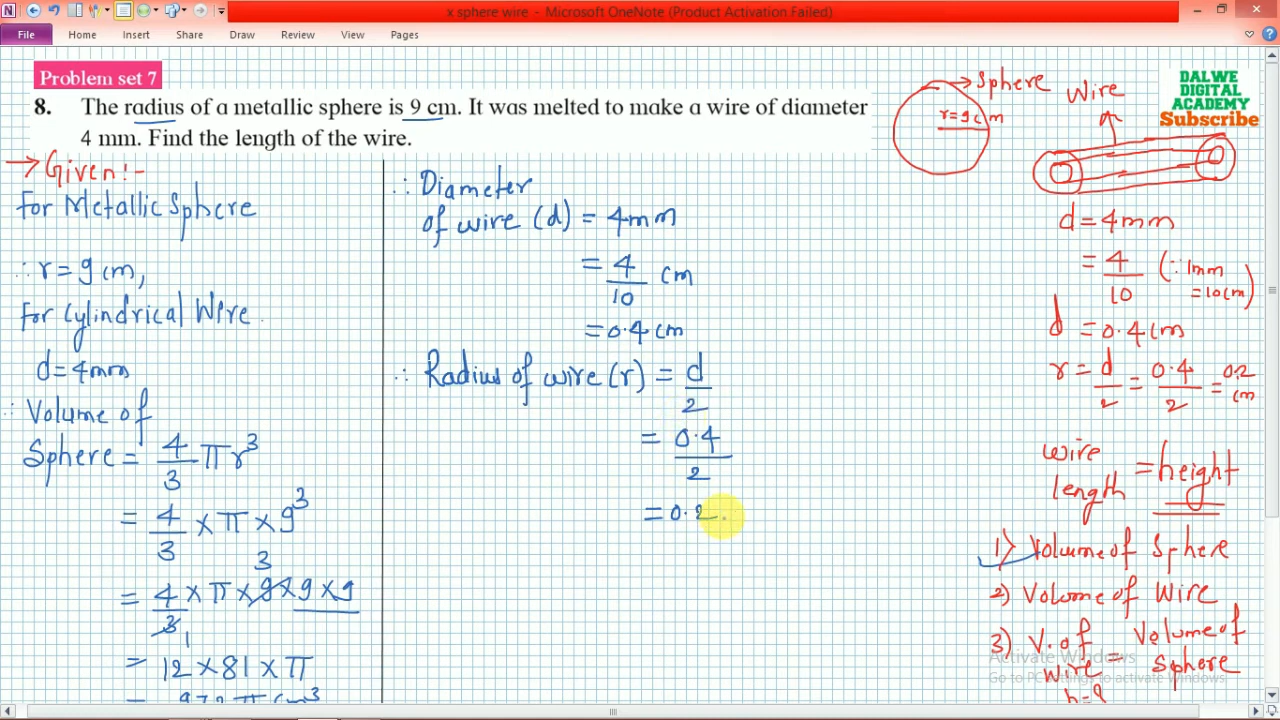 x sphere wire - Microsoft OneNote (Product Activation Failed)
File Home Insert Share Draw Review View Pages
Problem set 7
8. The radius of a metallic sphere is 9 cm. It was melted to make a wire of diameter
4 mm. Find the length of the wire.
→ Given:-
For Metallic Sphere
∴ r = 9 cm,
For Cylindrical Wire
d = 4mm
∴ Volume of
Sphere = 4/3 π r³
= 4/3 × π × 9³
3
= 4/3 × π × 9 × 9 × 9
1
= 12 × 81 × π
= 972 π cm³
∴ Diameter
of wire (d) = 4mm
= 4/10 cm
= 0.4 cm
∴ Radius of wire (r) = d/2
= 0.4/2
= 0.2
Sphere
r = 9 cm
Wire
DALWE
DIGITAL
ACADEMY
Subscribe
d = 4mm
= 4/10 (∵ 1mm
= 10cm)
d = 0.4cm
r = d/2 = 0.4/2 = 0.2
cm
wire
length = height
1) Volume of Sphere
2) Volume of Wire
3) V. of Wire = Volume of Sphere
h = ?
Activate Windows
Go to PC settings to activate Windows.